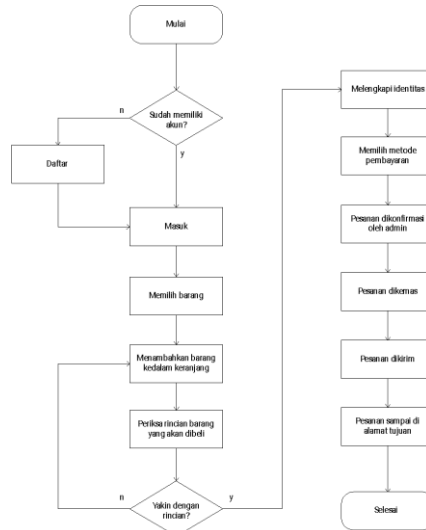 Mulai
Sudah memiliki
akun?
n
y
Daftar
Masuk
Memilih barang
Menambahkan barang
kedalam keranjang
Periksa rincian barang
yang akan dibeli
Yakin dengan
rincian?
n
y
Melengkapi identitas
Memilih metode
pembayaran
Pesanan dikonfirmasi
oleh admin
Pesanan dikemas
Pesanan dikirim
Pesanan sampai di
alamat tujuan
Selesai